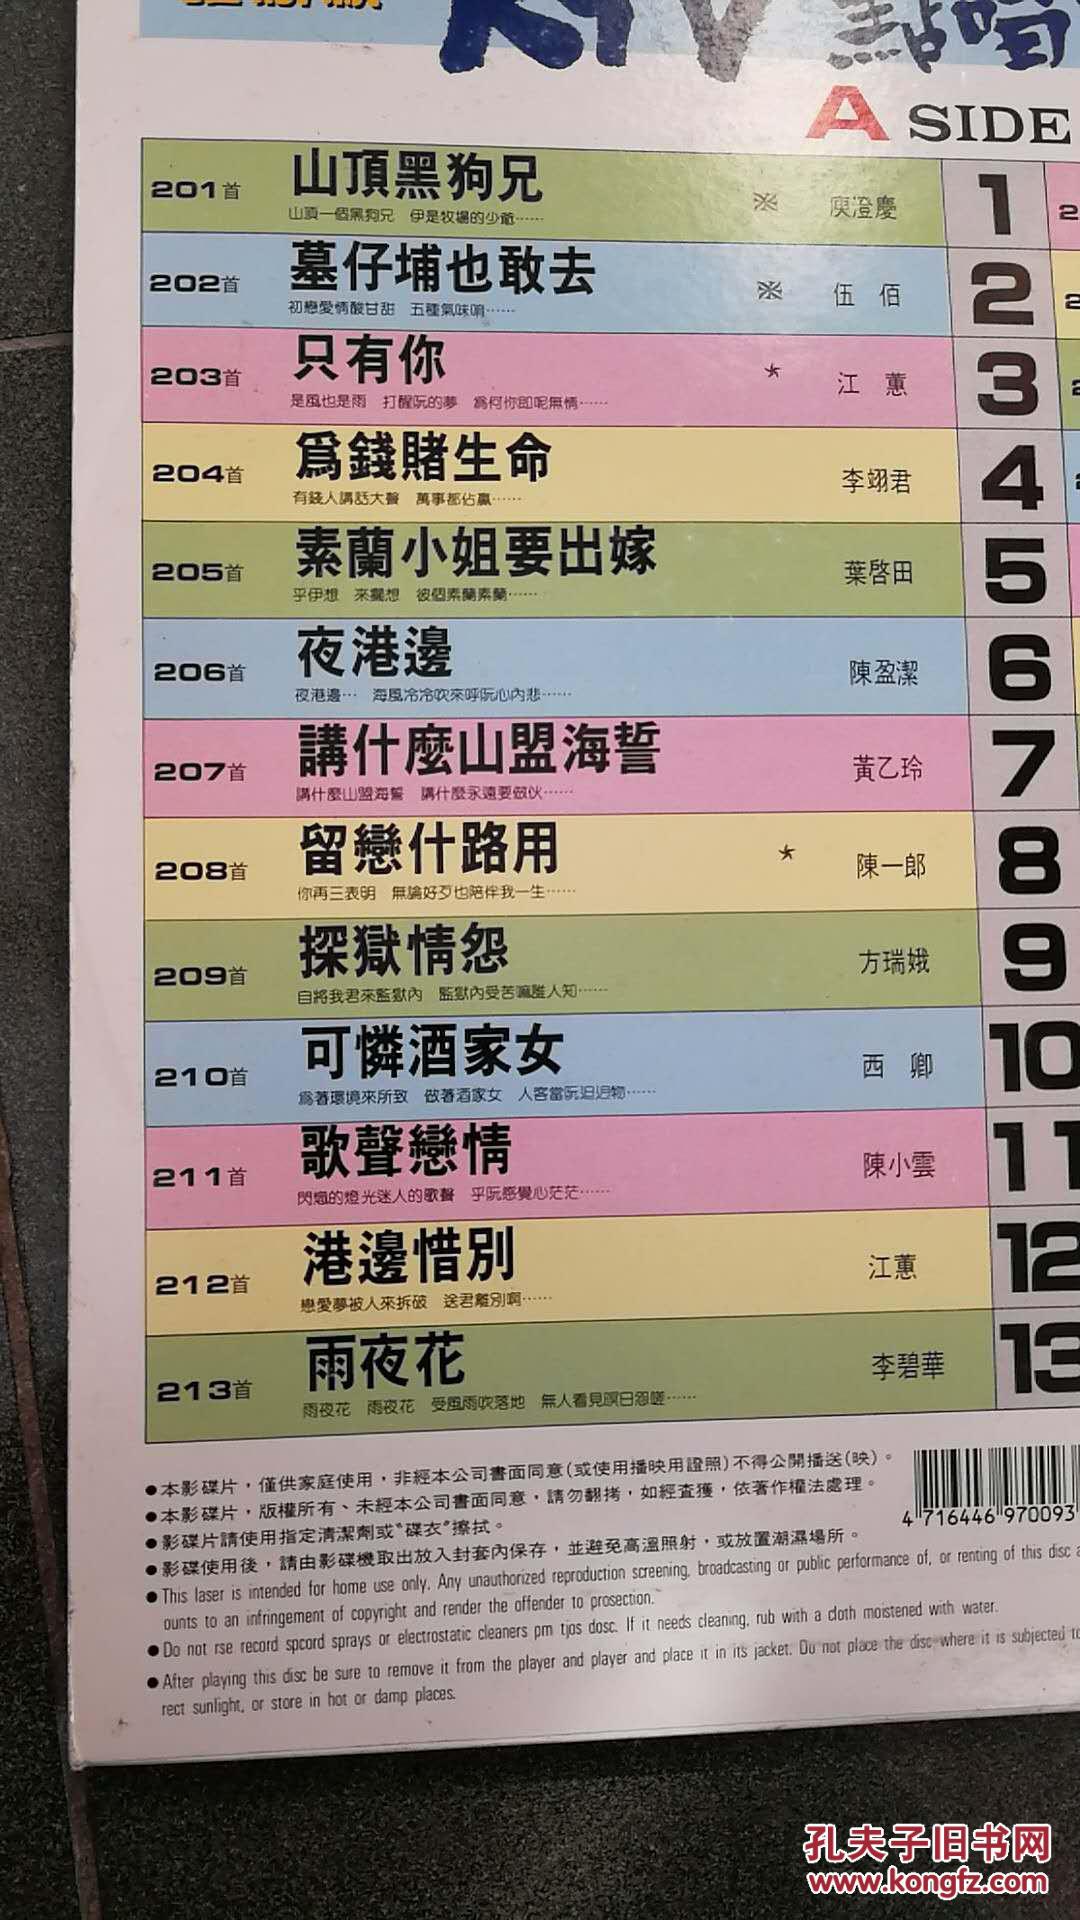 KTV 點唱
A SIDE
201首 山頂黑狗兄 ※ 庾澄慶 1
山頂一個黑狗兄 伊是牧場的少爺……
202首 墓仔埔也敢去 ※ 伍佰 2
初戀愛情酸甘甜 五種氣味唷……
203首 只有你 * 江蕙 3
是風也是雨 打醒阮的夢 為何你即呢無情……
204首 爲錢賭生命 李翊君 4
有錢人講話大聲 萬事都佔贏……
205首 素蘭小姐要出嫁 葉啓田 5
乎伊想 來擱想 彼個素蘭素蘭……
206首 夜港邊 陳盈潔 6
夜港邊… 海風冷冷吹來呼阮心內悲……
207首 講什麼山盟海誓 黃乙玲 7
講什麼山盟海誓 講什麼永遠要做伙……
208首 留戀什路用 * 陳一郎 8
你再三表明 無論好歹也陪伴我一生……
209首 探獄情怨 方瑞娥 9
自將我君來監獄內 監獄內受苦嘛誰人知……
210首 可憐酒家女 西卿 10
為著環境來所致 做著酒家女 人客當阮迌迌物……
211首 歌聲戀情 陳小雲 11
閃熾的燈光迷人的歌聲 乎阮感覺心茫茫……
212首 港邊惜別 江蕙 12
戀愛夢被人來拆破 送君離別啊……
213首 雨夜花 李碧華 13
雨夜花 雨夜花 受風雨吹落地 無人看見暝日怨嗟……
●本影碟片，僅供家庭使用，非經本公司書面同意(或使用播映用證照)不得公開播送(映)。
●本影碟片，版權所有、未經本公司書面同意，請勿翻拷，如經查獲，依著作權法處理。
●影碟片請使用指定清潔劑或“碟衣”擦拭。
●影碟使用後，請由影碟機取出放入封套內保存，並避免高溫照射，或放置潮濕場所。
4 716446 970093
●This laser is intended for home use only. Any unauthorized reproduction screening, broadcasting or public performance of, or renting of this disc a
ounts to an infringement of copyright and render the offender to prosection.
●Do not rse record spcord sprays or electrostatic cleaners pm tjos dosc. If it needs cleaning, rub with a cloth moistened with water.
●After playing this disc be sure to remove it from the player and player and place it in its jacket. Do not place the disc where it is subjected to
rect sunlight, or store in hot or damp places.
孔夫子旧书网
www.kongfz.com